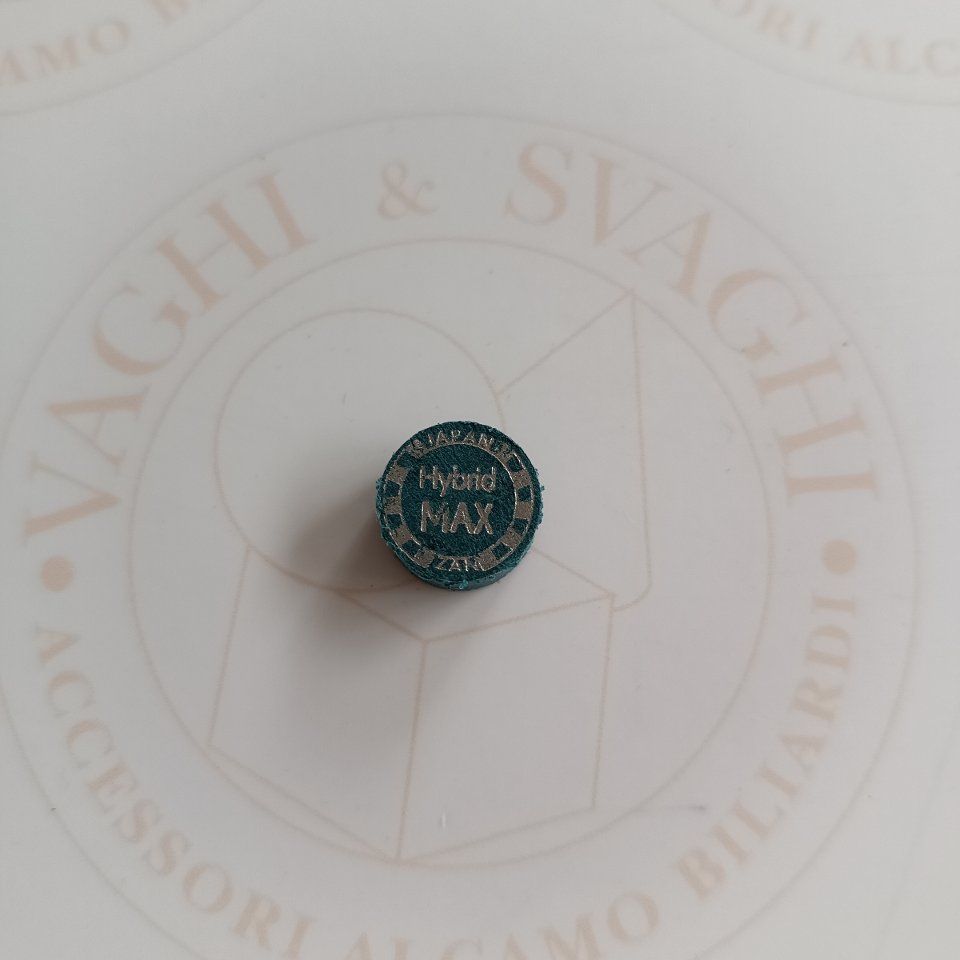 VAGHI & SVAGHI
JAPAN
Hybrid
MAX
ZAN
• ACCESSORI ALCAMO BILIARDI •